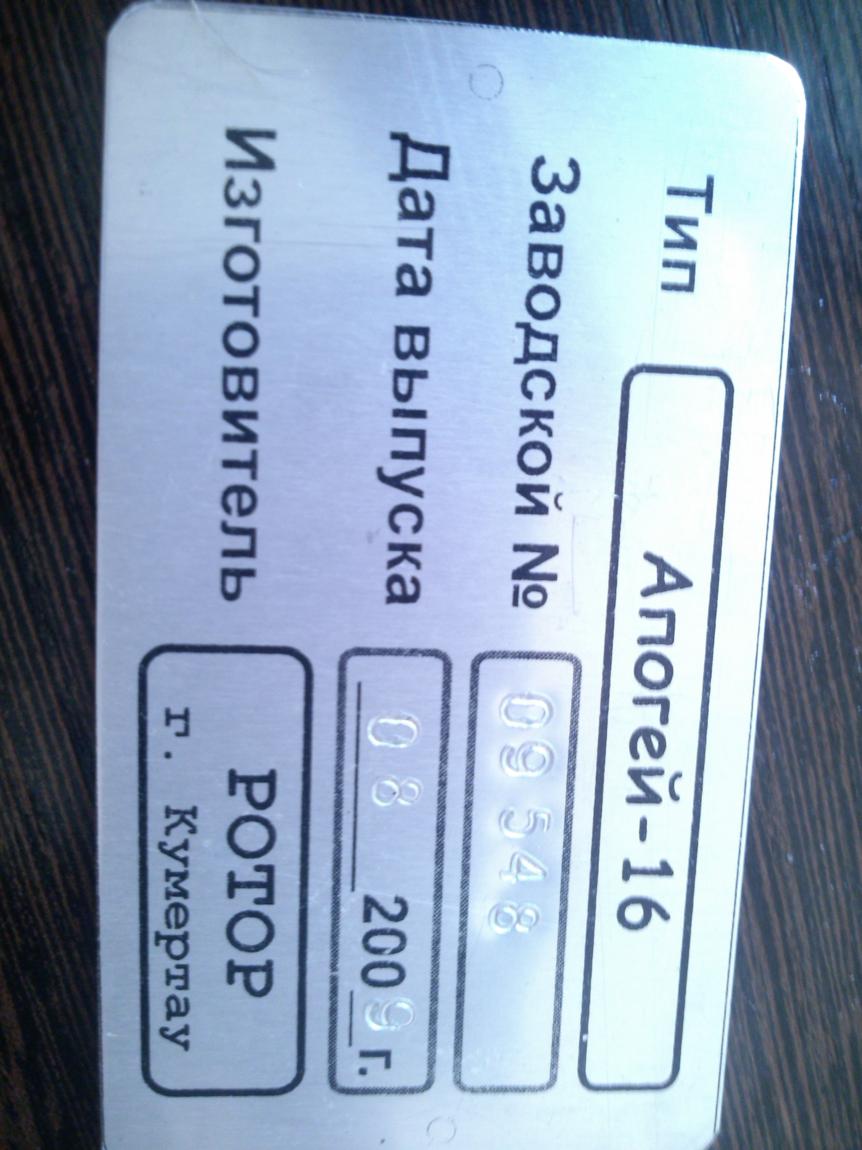 Тип Апогей-16
Заводской № 09548
Дата выпуска 08 2009 г.
Изготовитель РОТОР
г. Кумертау